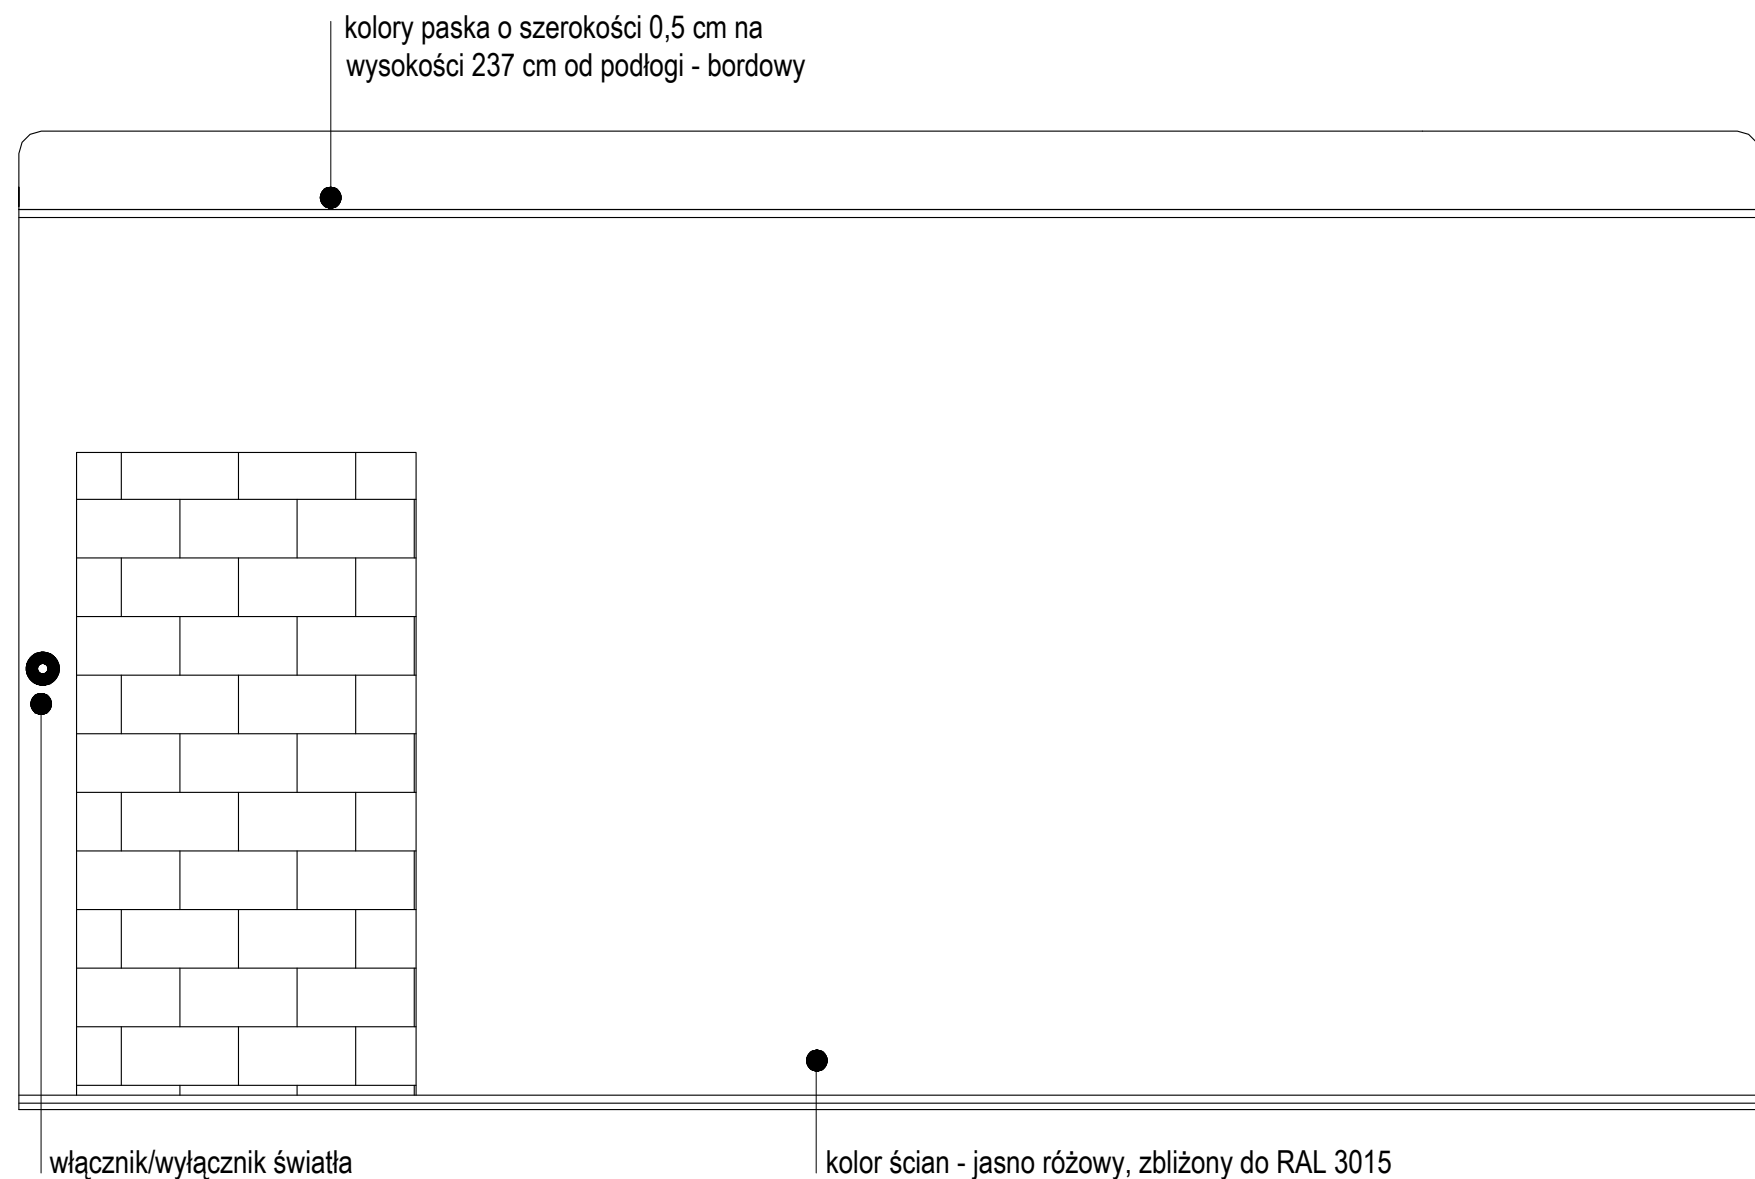 kolory paska o szerokości 0,5 cm na
wysokości 237 cm od podłogi - bordowy
włącznik/wyłącznik światła
kolor ścian - jasno różowy, zbliżony do RAL 3015